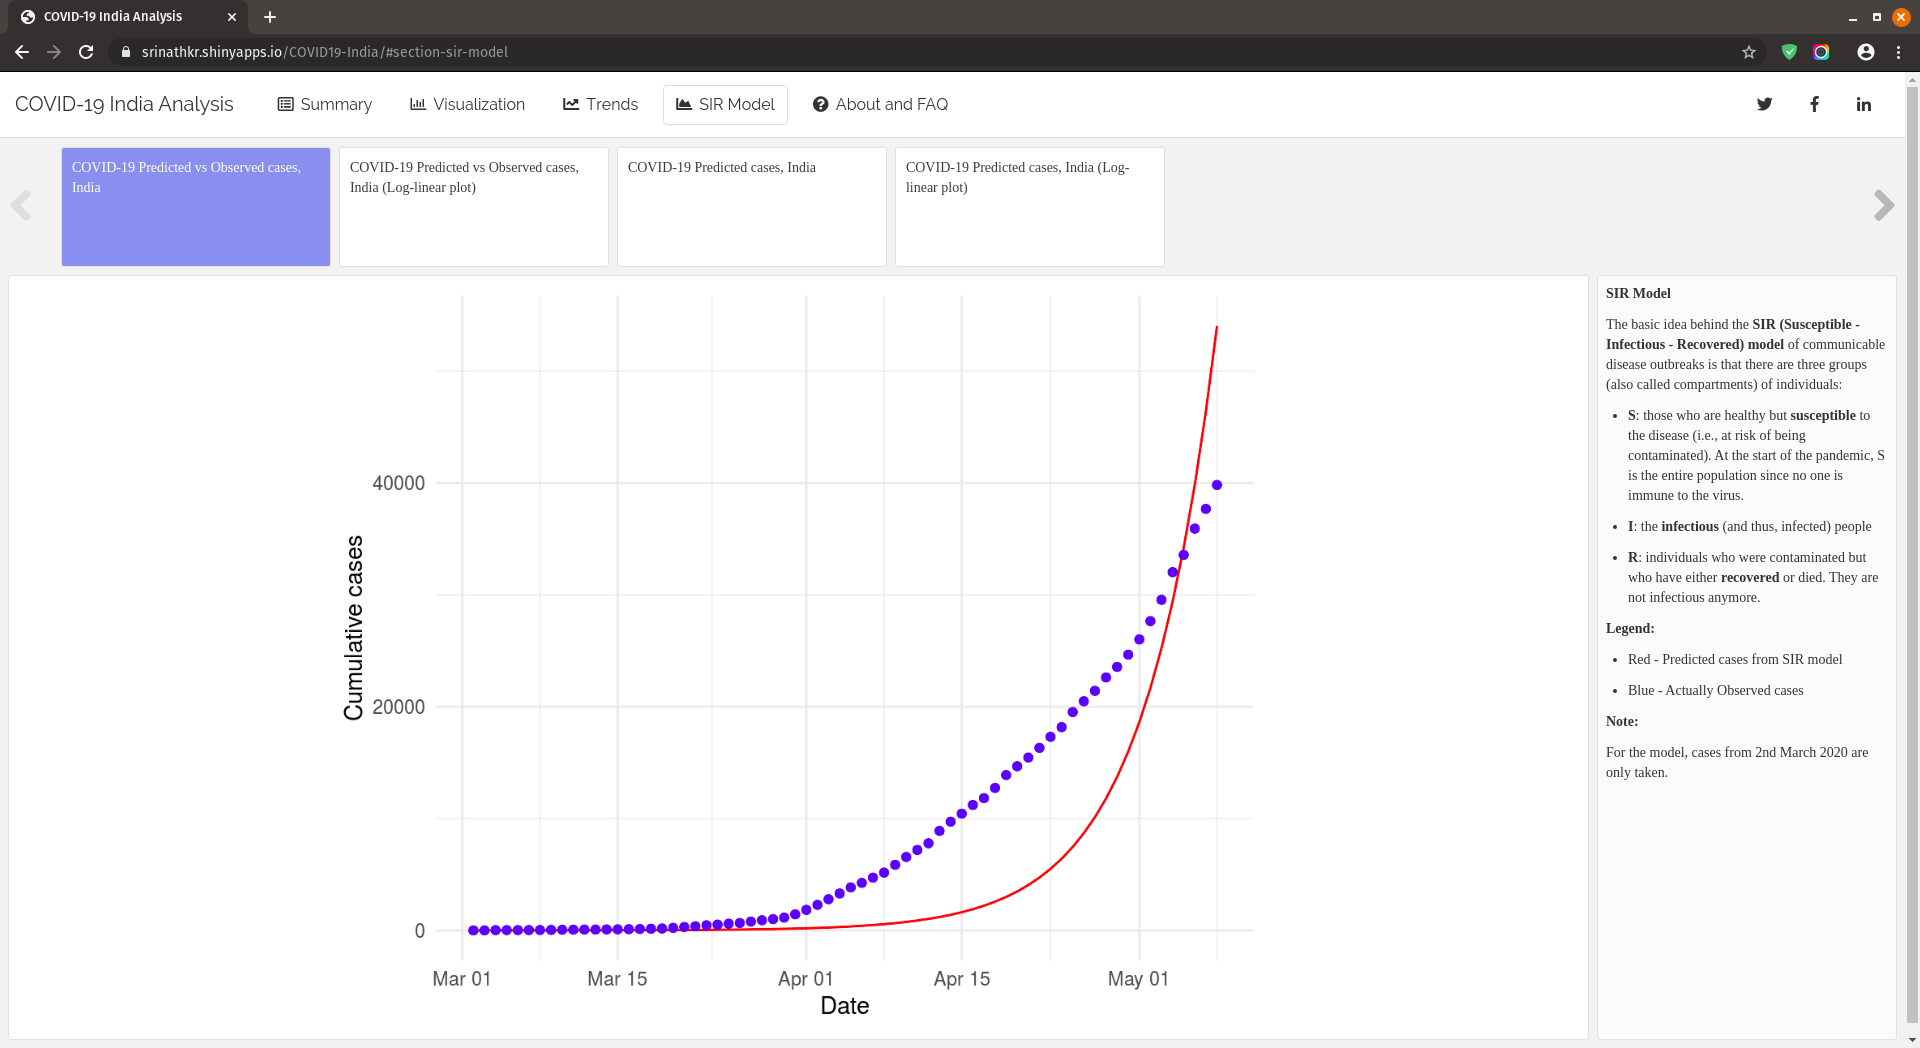 COVID-19 India Analysis
srinathkr.shinyapps.io/COVID19-India/#section-sir-model
COVID-19 India Analysis
Summary
Visualization
Trends
SIR Model
About and FAQ
COVID-19 Predicted vs Observed cases,
India
COVID-19 Predicted vs Observed cases,
India (Log-linear plot)
COVID-19 Predicted cases, India
COVID-19 Predicted cases, India (Log-
linear plot)
Cumulative cases
40000
20000
0
Mar 01
Mar 15
Apr 01
Apr 15
May 01
Date
SIR Model
The basic idea behind the SIR (Susceptible -
Infectious - Recovered) model of communicable
disease outbreaks is that there are three groups
(also called compartments) of individuals:
• S: those who are healthy but susceptible to
the disease (i.e., at risk of being
contaminated). At the start of the pandemic, S
is the entire population since no one is
immune to the virus.
• I: the infectious (and thus, infected) people
• R: individuals who were contaminated but
who have either recovered or died. They are
not infectious anymore.
Legend:
• Red - Predicted cases from SIR model
• Blue - Actually Observed cases
Note:
For the model, cases from 2nd March 2020 are
only taken.